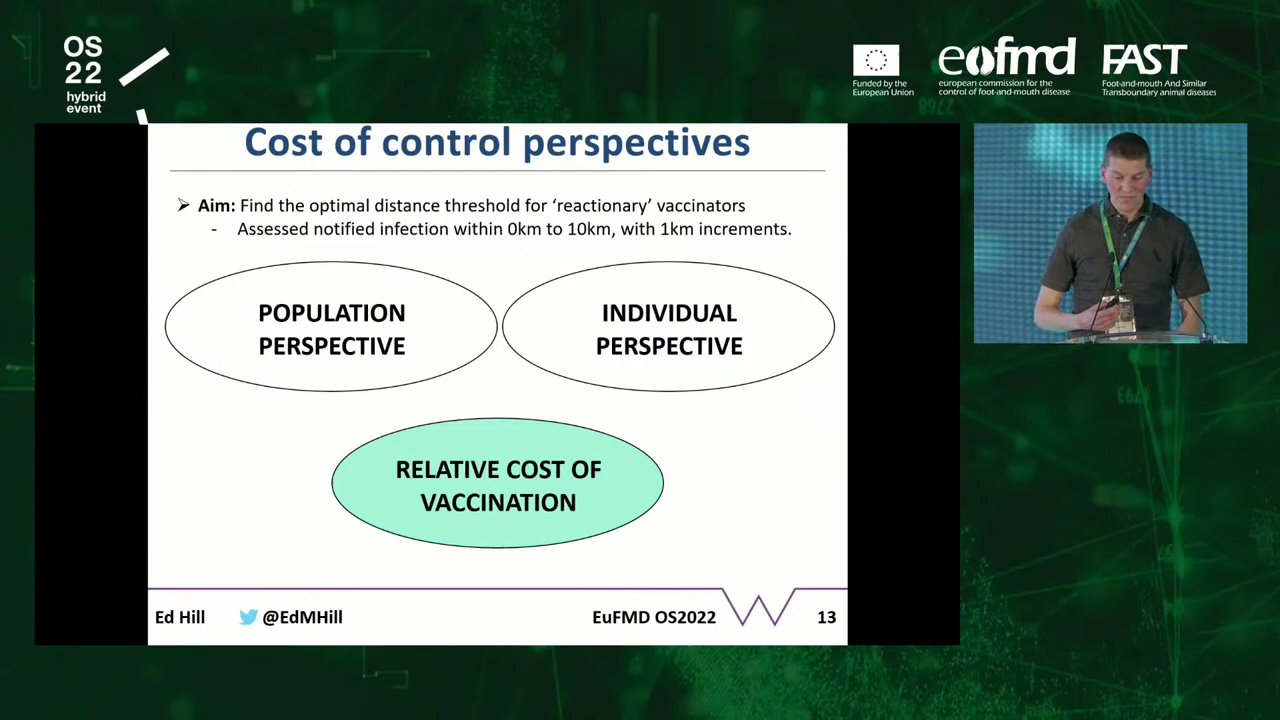 OS
22
hybrid
event
Funded by the
European Union
eofmd
european commission for the
control of foot-and-mouth disease
FAST
Foot-and-mouth And Similar
Transboundary animal diseases
Cost of control perspectives
➤ Aim: Find the optimal distance threshold for ‘reactionary’ vaccinators
- Assessed notified infection within 0km to 10km, with 1km increments.
POPULATION
PERSPECTIVE
INDIVIDUAL
PERSPECTIVE
RELATIVE COST OF
VACCINATION
Ed Hill
@EdMHill
EuFMD OS2022
13